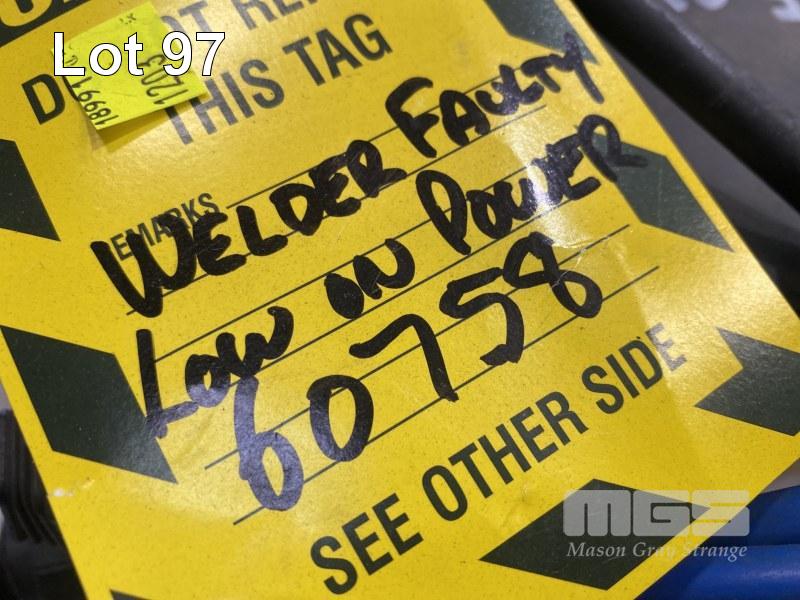 Lot 97
THIS TAG
WELDER FAULTY
LOW ON POWER
60758
SEE OTHER SIDE
MGS
Mason Gray Strange